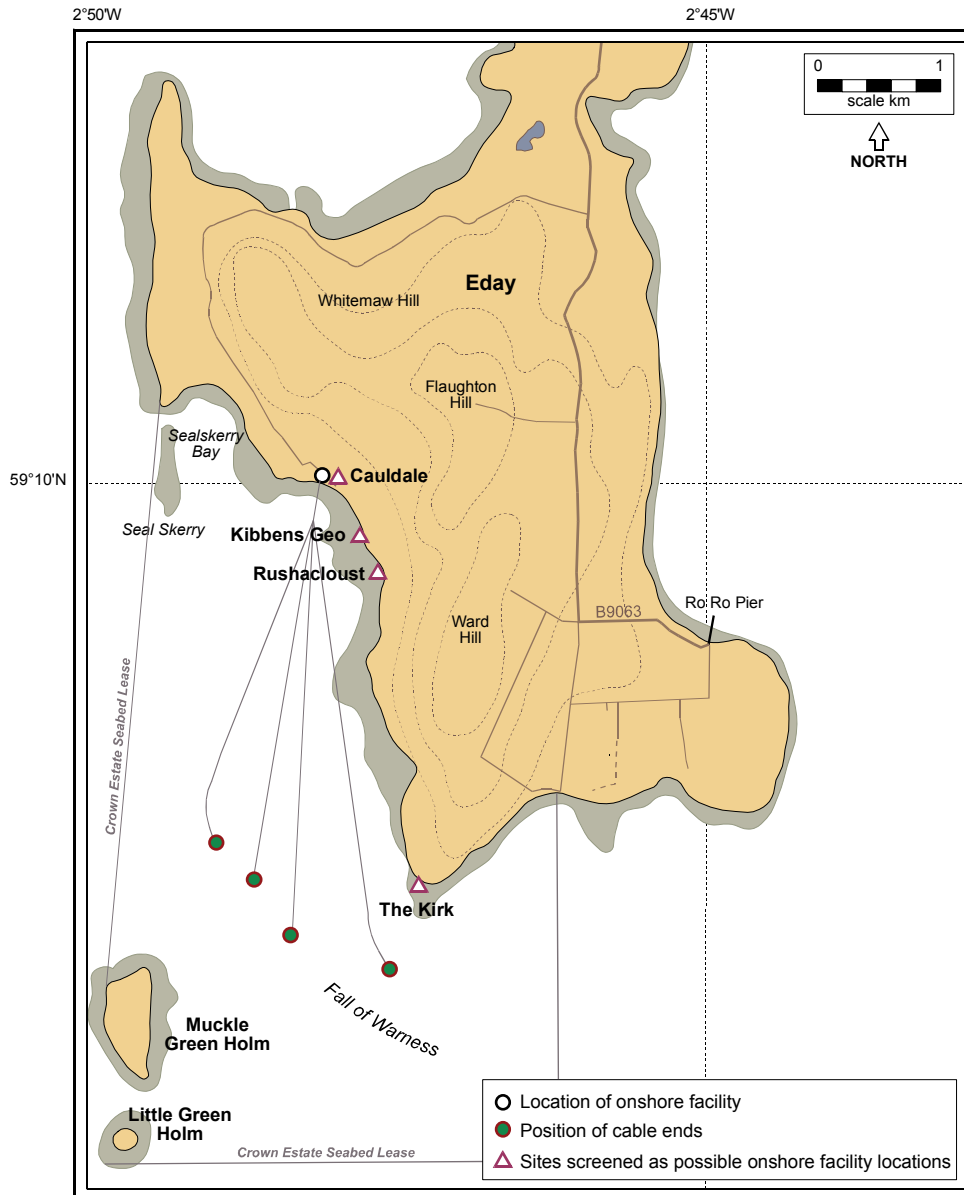 2°50'W
2°45'W
0 1
scale km
NORTH
Eday
Whitemaw Hill
Flaughton
Hill
Sealskerry
Bay
59°10'N
Cauldale
Seal Skerry
Kibbens Geo
Rushacloust
Ro Ro Pier
B9063
Ward
Hill
Crown Estate Seabed Lease
The Kirk
Fall of Warness
Muckle
Green Holm
Little Green
Holm
Crown Estate Seabed Lease
Location of onshore facility
Position of cable ends
Sites screened as possible onshore facility locations